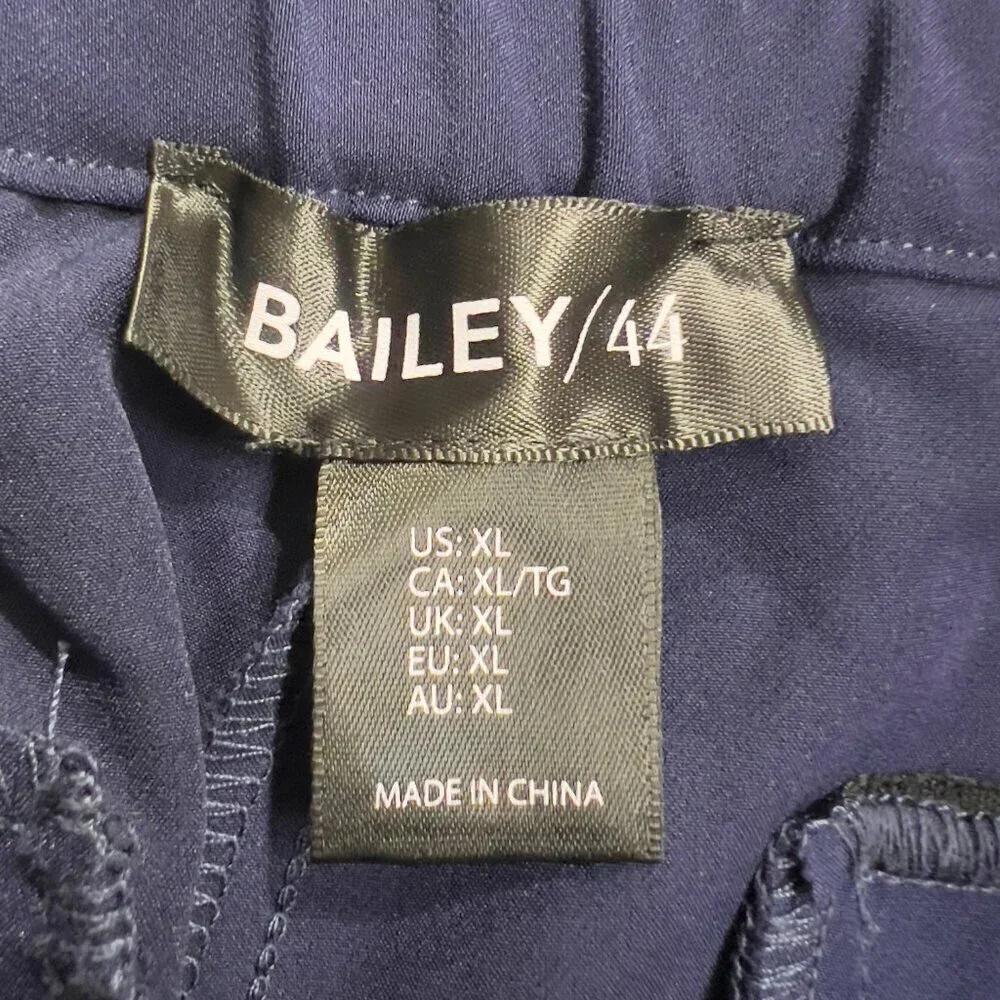 BAILEY/44
US: XL
CA: XL/TG
UK: XL
EU: XL
AU: XL
MADE IN CHINA